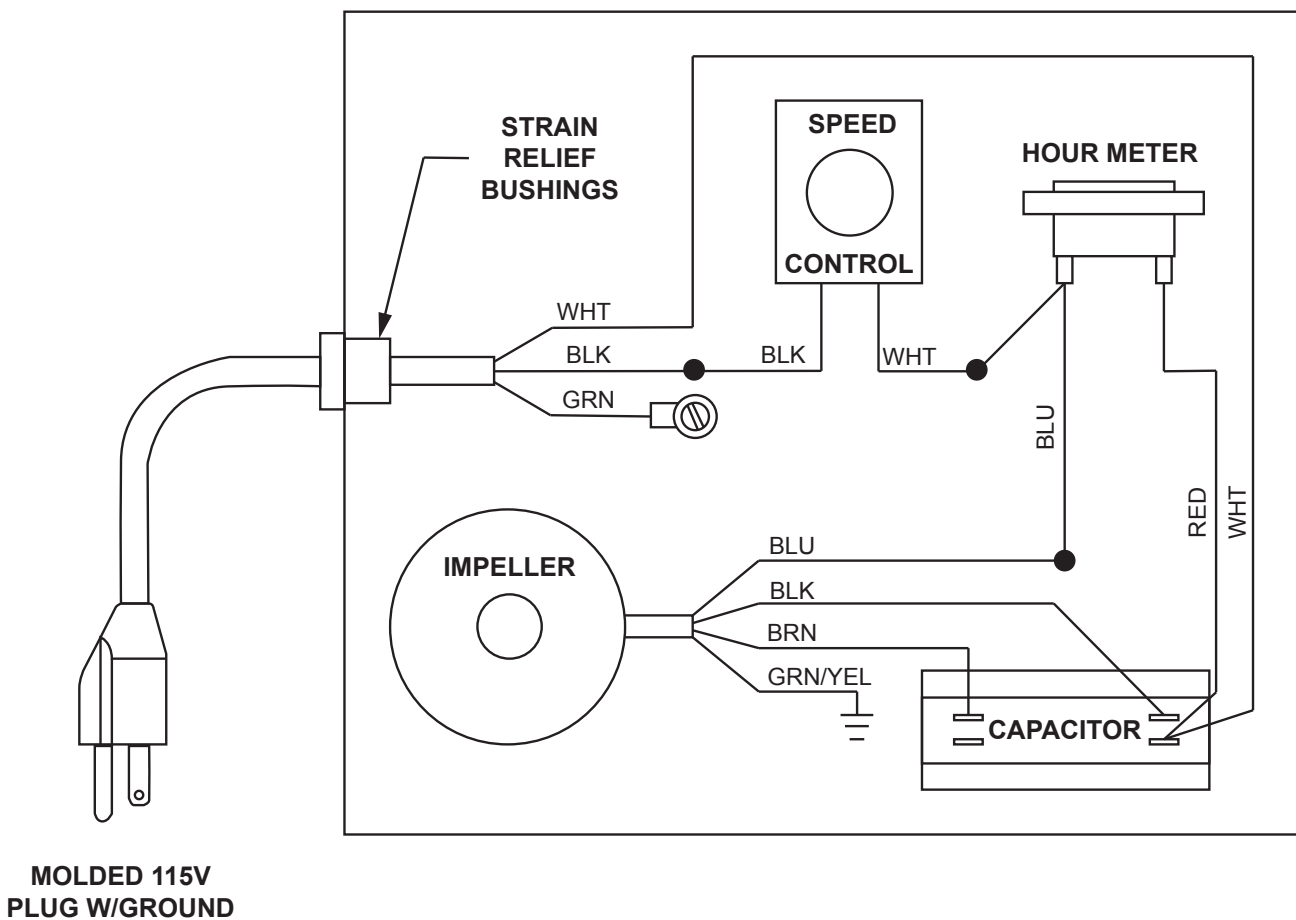 STRAIN
RELIEF
BUSHINGS
SPEED
CONTROL
HOUR METER
WHT
BLK
BLK
WHT
GRN
BLU
RED
WHT
IMPELLER
BLU
BLK
BRN
GRN/YEL
CAPACITOR
MOLDED 115V
PLUG W/GROUND